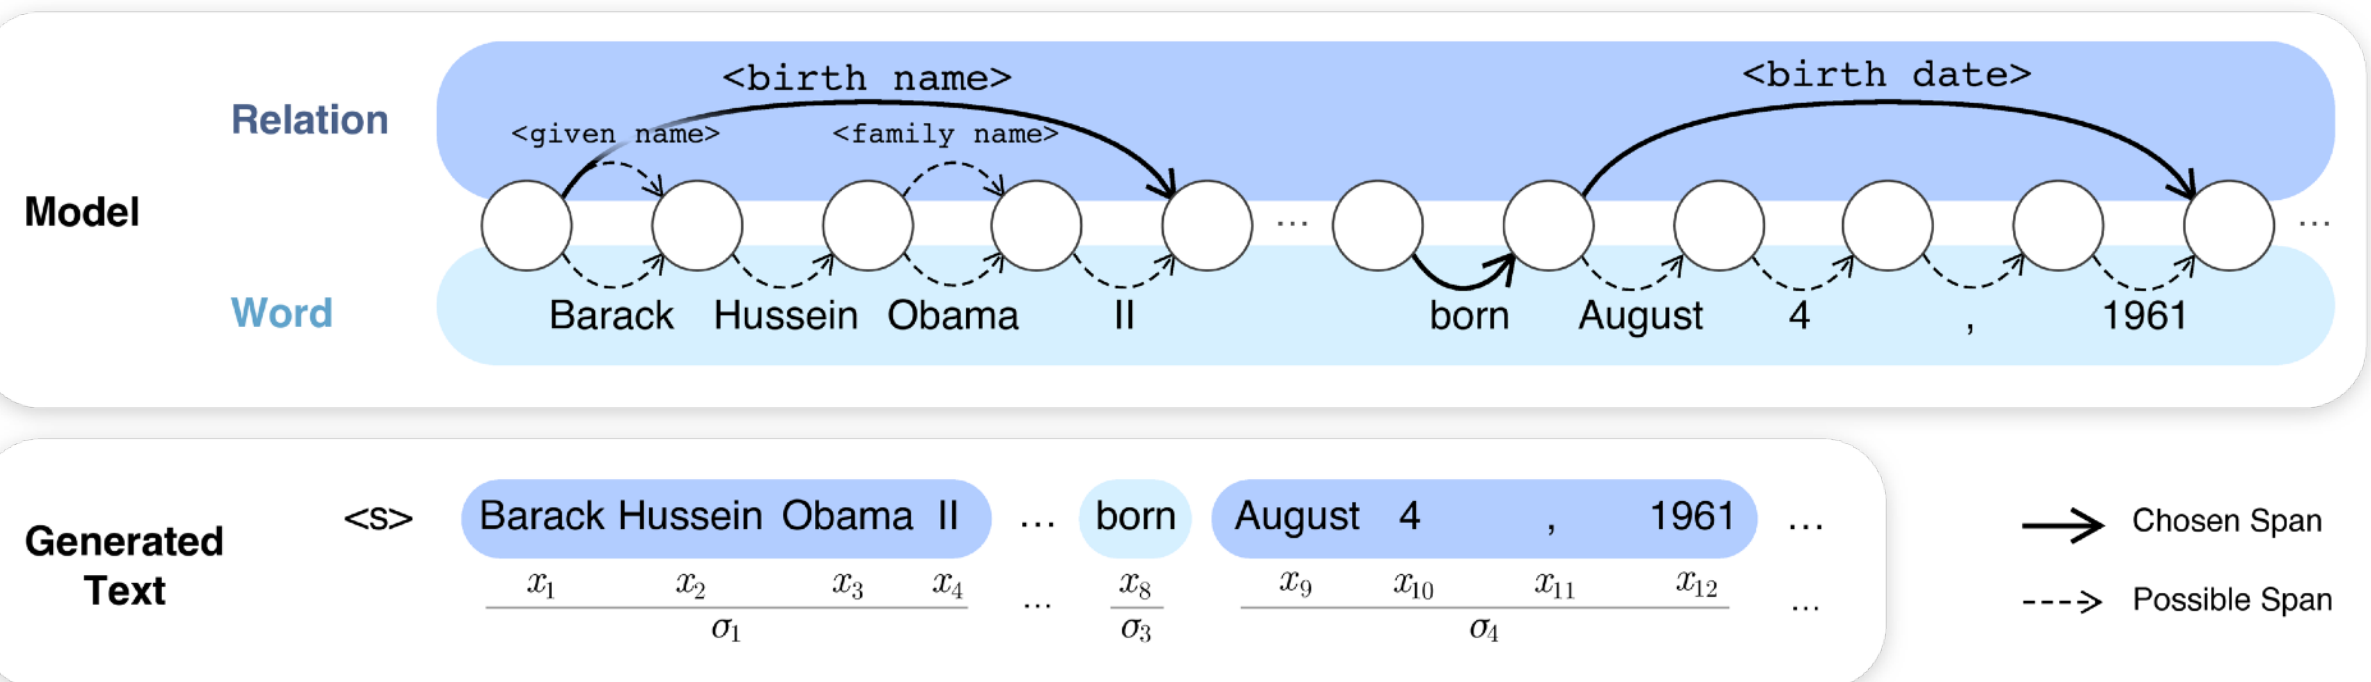 <birth name>
<birth date>
Relation
<given name>
<family name>
Model
...
...
Word
Barack Hussein Obama II born August 4 , 1961
Generated Text
<s> Barack Hussein Obama II ... born August 4 , 1961 ...
x1 x2 x3 x4 ... x8 x9 x10 x11 x12 ...
σ1 σ3 σ4
Chosen Span
Possible Span